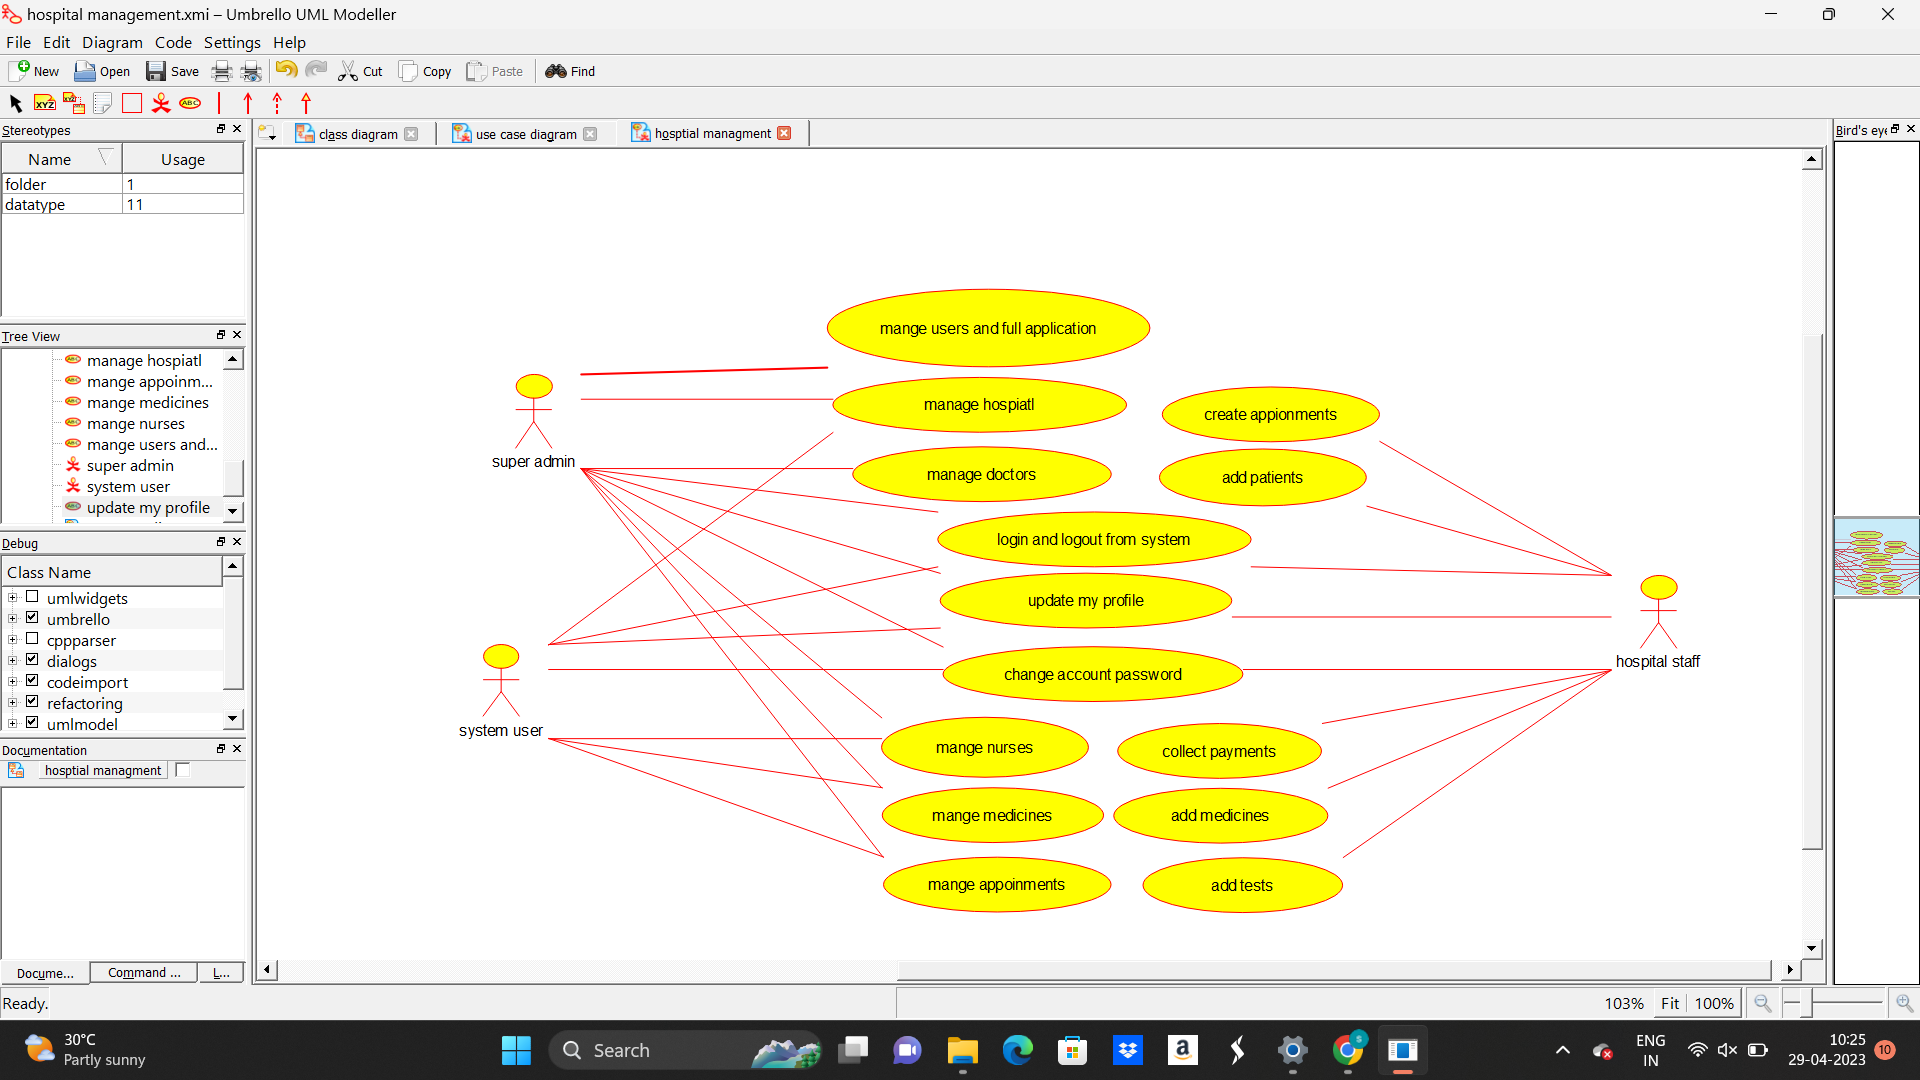 hospital management.xmi – Umbrello UML Modeller
File Edit Diagram Code Settings Help
New Open Save Cut Copy Paste Find
XYZ XYZ ABC
Stereotypes
Name Usage
folder 1
datatype 11
class diagram use case diagram hosptial managment
Bird's eye
mange users and full application
manage hospiatl
create appionments
super admin
manage doctors
add patients
login and logout from system
update my profile
hospital staff
change account password
system user
mange nurses
collect payments
mange medicines
add medicines
mange appoinments
add tests
Tree View
manage hospiatl
mange appoinm...
mange medicines
mange nurses
mange users and...
super admin
system user
update my profile
Debug
Class Name
umlwidgets
umbrello
cppparser
dialogs
codeimport
refactoring
umlmodel
Documentation
hosptial managment
Docume... Command ... L...
Ready.
103% Fit 100%
30°C
Partly sunny
Search
ENG
IN
10:25
29-04-2023
10